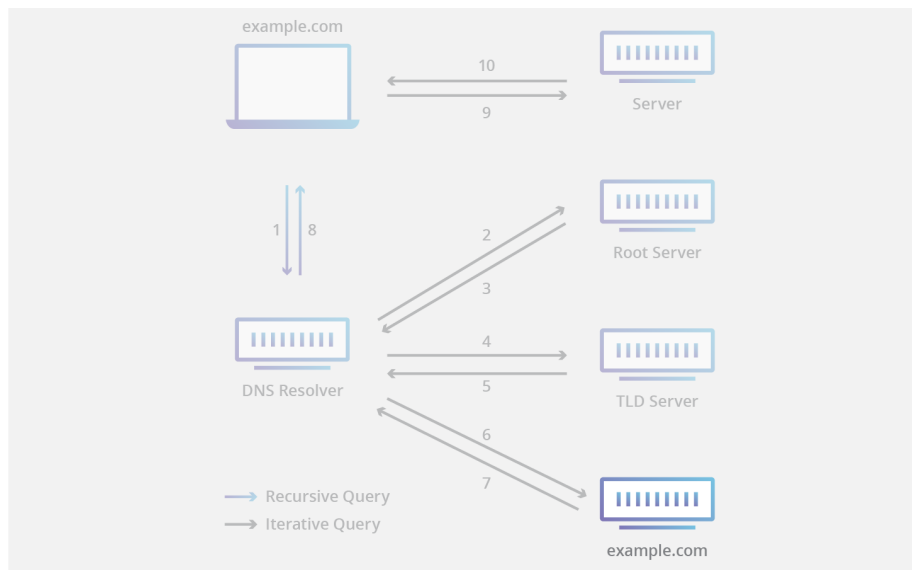 example.com
10
9
Server
1
8
2
3
Root Server
4
5
DNS Resolver
TLD Server
6
7
Recursive Query
Iterative Query
example.com